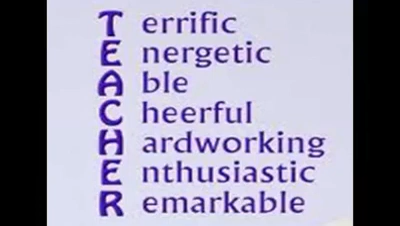 Terrific
Energetic
Able
Cheerful
Hardworking
Enthusiastic
Remarkable